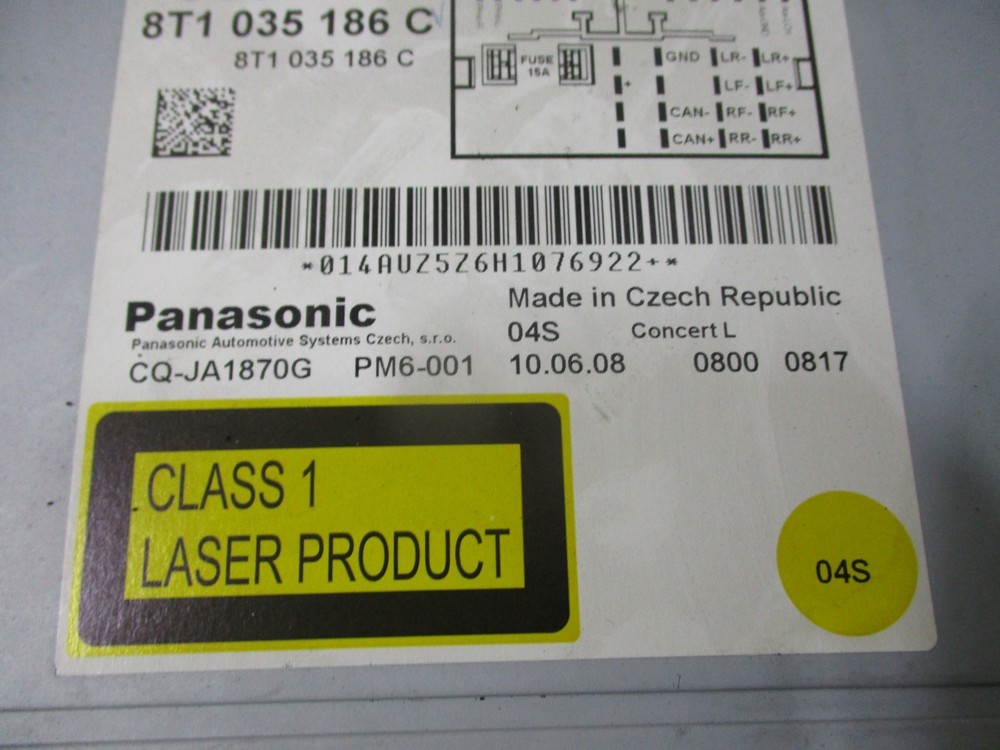 8T1 035 186 C
8T1 035 186 C
FUSE
15A
GND LR- LR+
+ LF- LF+
CAN- RF- RF+
CAN+ RR- RR+
*014AUZ5Z6H1076922+*
Panasonic
Made in Czech Republic
Panasonic Automotive Systems Czech, s.r.o.
04S Concert L
CQ-JA1870G PM6-001 10.06.08 0800 0817
CLASS 1
LASER PRODUCT
04S